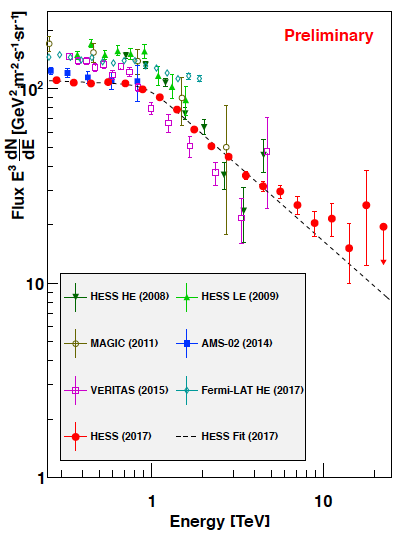 Preliminary
Flux E³ dN/dE [GeV² m⁻² s⁻¹ sr⁻¹]
10²
10
1
HESS HE (2008)
HESS LE (2009)
MAGIC (2011)
AMS-02 (2014)
VERITAS (2015)
Fermi-LAT HE (2017)
HESS (2017)
HESS Fit (2017)
1
10
Energy [TeV]